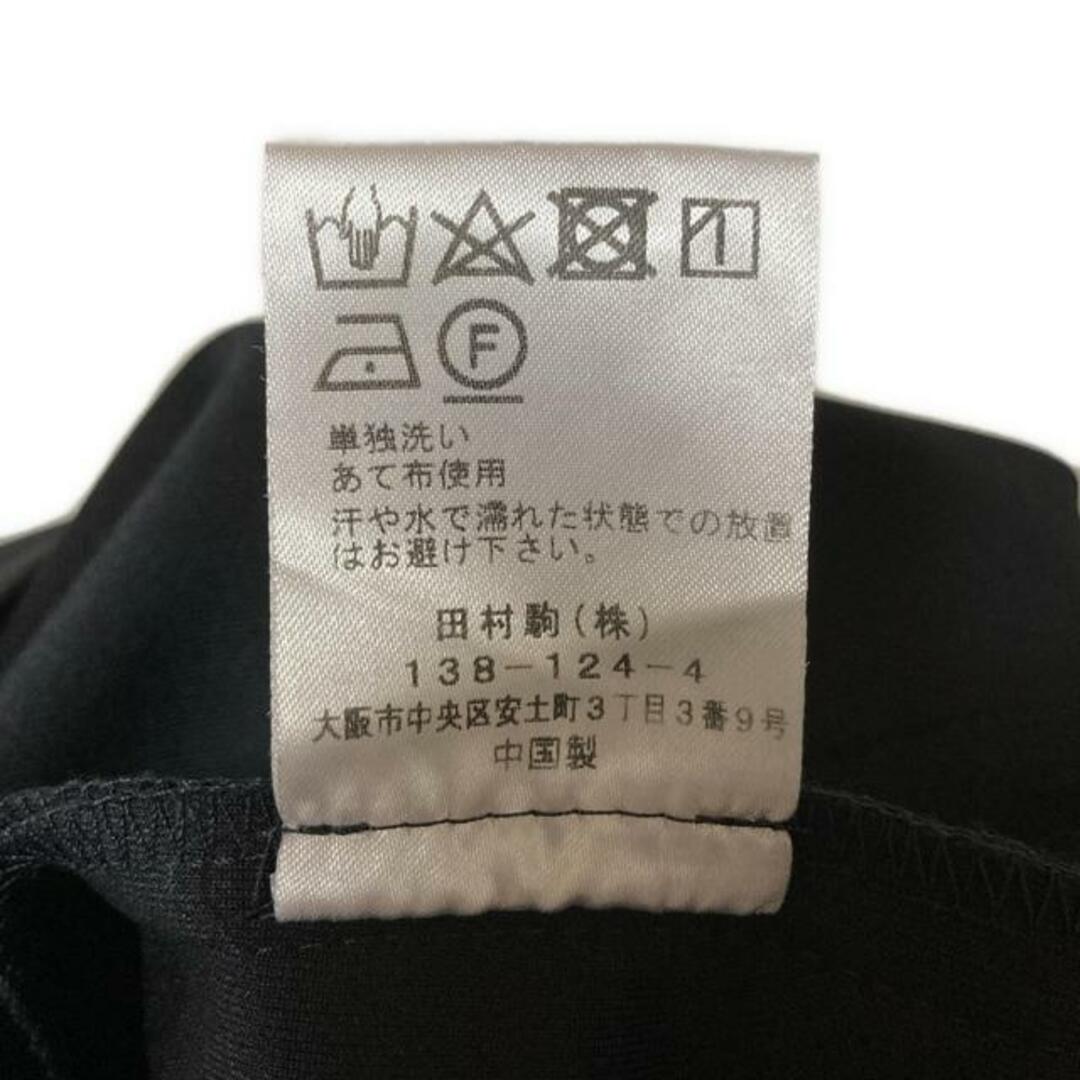 F
単独洗い
あて布使用
汗や水で濡れた状態での放置
はお避け下さい。
田村駒(株)
138-124-4
大阪市中央区安土町3丁目3番9号
中国製